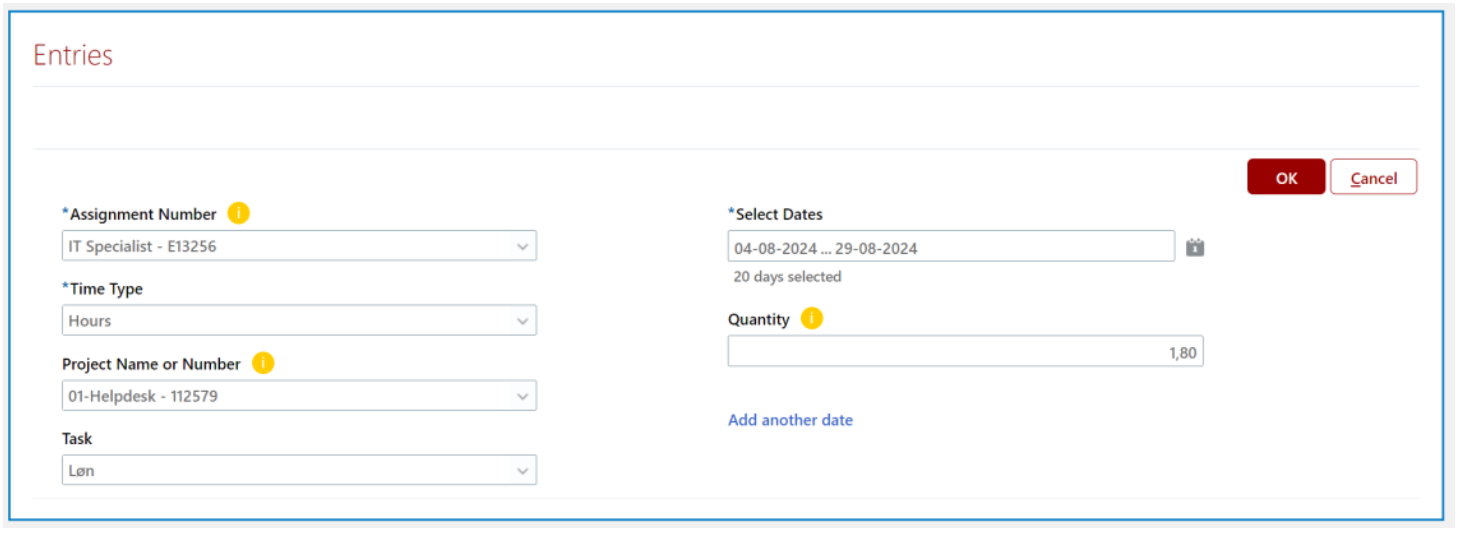 Entries
OK
Cancel
*Assignment Number i
IT Specialist - E13256
*Time Type
Hours
Project Name or Number i
01-Helpdesk - 112579
Task
Løn
*Select Dates
04-08-2024 ... 29-08-2024
20 days selected
Quantity i
1,80
Add another date